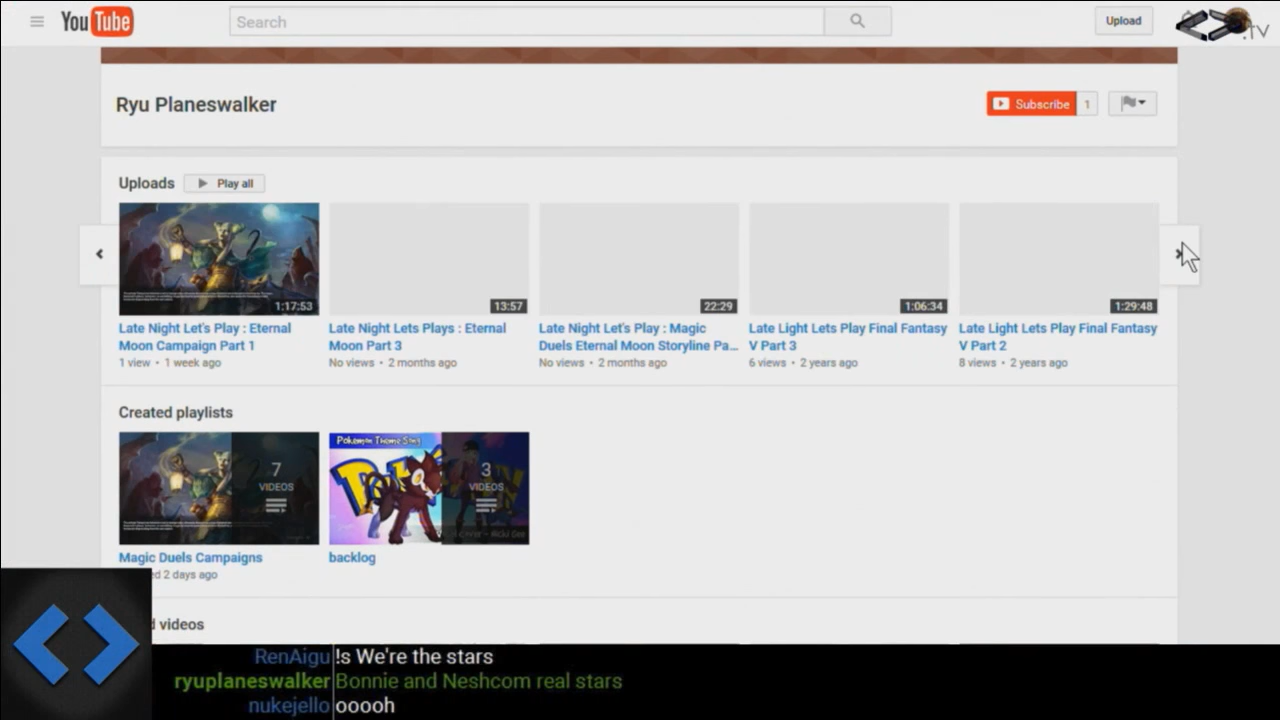 YouTube
Search
Upload
.TV
Ryu Planeswalker
Subscribe 1
Uploads Play all
1:17:53
13:57
22:29
1:06:34
1:29:48
Late Night Let's Play : Eternal Moon Campaign Part 1
1 view • 1 week ago
Late Night Lets Plays : Eternal Moon Part 3
No views • 2 months ago
Late Night Let's Play : Magic Duels Eternal Moon Storyline Pa...
No views • 2 months ago
Late Light Lets Play Final Fantasy V Part 3
6 views • 2 years ago
Late Light Lets Play Final Fantasy V Part 2
8 views • 2 years ago
Created playlists
7
VIDEOS
Pokemon Theme Song
3
VIDEOS
Magic Duels Campaigns
d 2 days ago
backlog
d videos
RenAigu !s We're the stars
ryuplaneswalker Bonnie and Neshcom real stars
nukejello ooooh